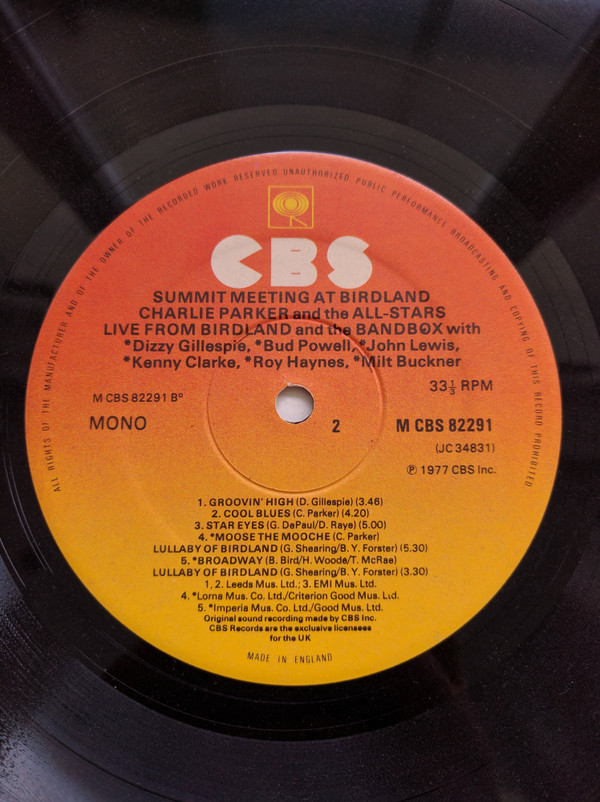 ALL RIGHTS OF THE MANUFACTURER AND OF THE OWNER OF THE RECORDED WORK RESERVED UNAUTHORIZED PUBLIC PERFORMANCE BROADCASTING AND COPYING OF THIS RECORD PROHIBITED
CBS
SUMMIT MEETING AT BIRDLAND
CHARLIE PARKER and the ALL-STARS
LIVE FROM BIRDLAND and the BANDBOX with
*Dizzy Gillespie, *Bud Powell, *John Lewis,
*Kenny Clarke, *Roy Haynes, *Milt Buckner
33⅓ RPM
M CBS 82291 B°
MONO
2
M CBS 82291
(JC 34831)
℗ 1977 CBS Inc.
1. GROOVIN' HIGH (D. Gillespie) (3.46)
2. COOL BLUES (C. Parker) (4.20)
3. STAR EYES (G. DePaul/D. Raye) (5.00)
4. *MOOSE THE MOOCHE (C. Parker)
LULLABY OF BIRDLAND (G. Shearing/B. Y. Forster) (5.30)
5. *BROADWAY (B. Bird/H. Woode/T. McRae)
LULLABY OF BIRDLAND (G. Shearing/B. Y. Forster) (3.30)
1, 2. Leeds Mus. Ltd.; 3. EMI Mus. Ltd.
4. *Lorna Mus. Co. Ltd./Criterion Good Mus. Ltd.
5. *Imperia Mus. Co. Ltd./Good Mus. Ltd.
Original sound recording made by CBS Inc.
CBS Records are the exclusive licensees
for the UK
MADE IN ENGLAND